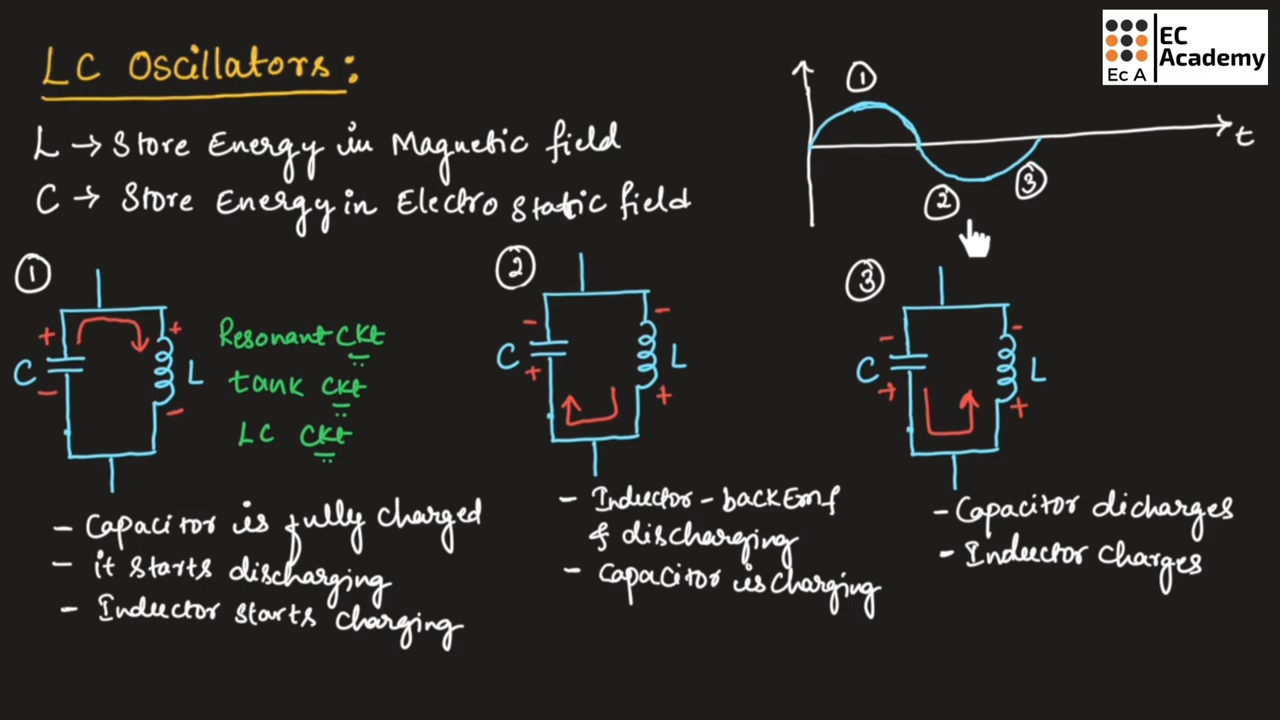 LC Oscillators:
L → Store Energy in Magnetic field
C → Store Energy in Electro static field
EC
Academy
EC A
1
2
3
t
1
+
+
C
L
-
-
Resonant CKt
tank CKt
LC CKt
- Capacitor is fully charged
- it starts discharging
- Inductor starts charging
2
-
-
C
L
+
+
- Inductor - back Emf
& discharging
- Capacitor is charging
3
-
-
C
L
+
+
- Capacitor dicharges
- Inductor charges